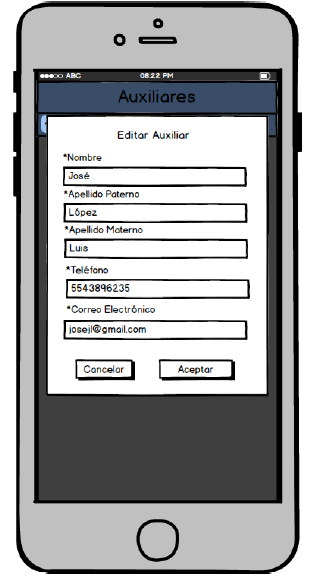 ABC 08:22 PM
Auxiliares
Editar Auxiliar
*Nombre
José
*Apellido Paterno
López
*Apellido Materno
Luis
*Teléfono
5543896235
*Correo Electrónico
josejl@gmail.com
Cancelar Aceptar